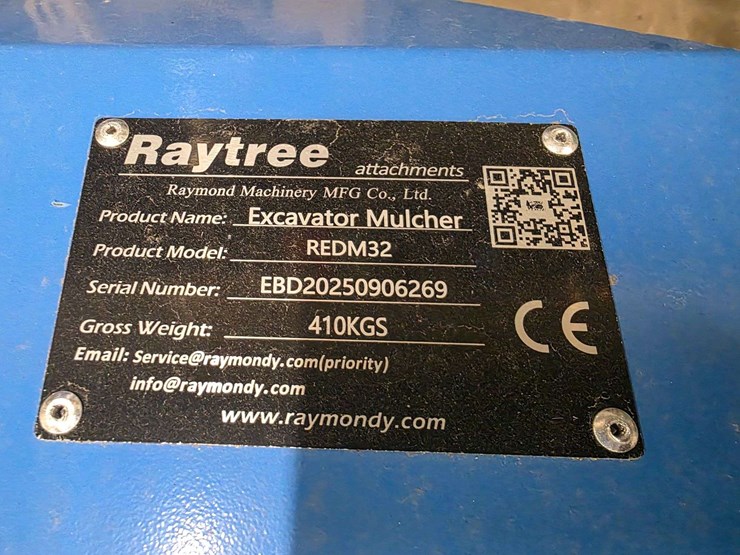 Raytree attachments
Raymond Machinery MFG Co., Ltd.
Product Name: Excavator Mulcher
Product Model: REDM32
Serial Number: EBD20250906269
Gross Weight: 410KGS
CE
Email: Service@raymondy.com(priority)
info@raymondy.com
www.raymondy.com